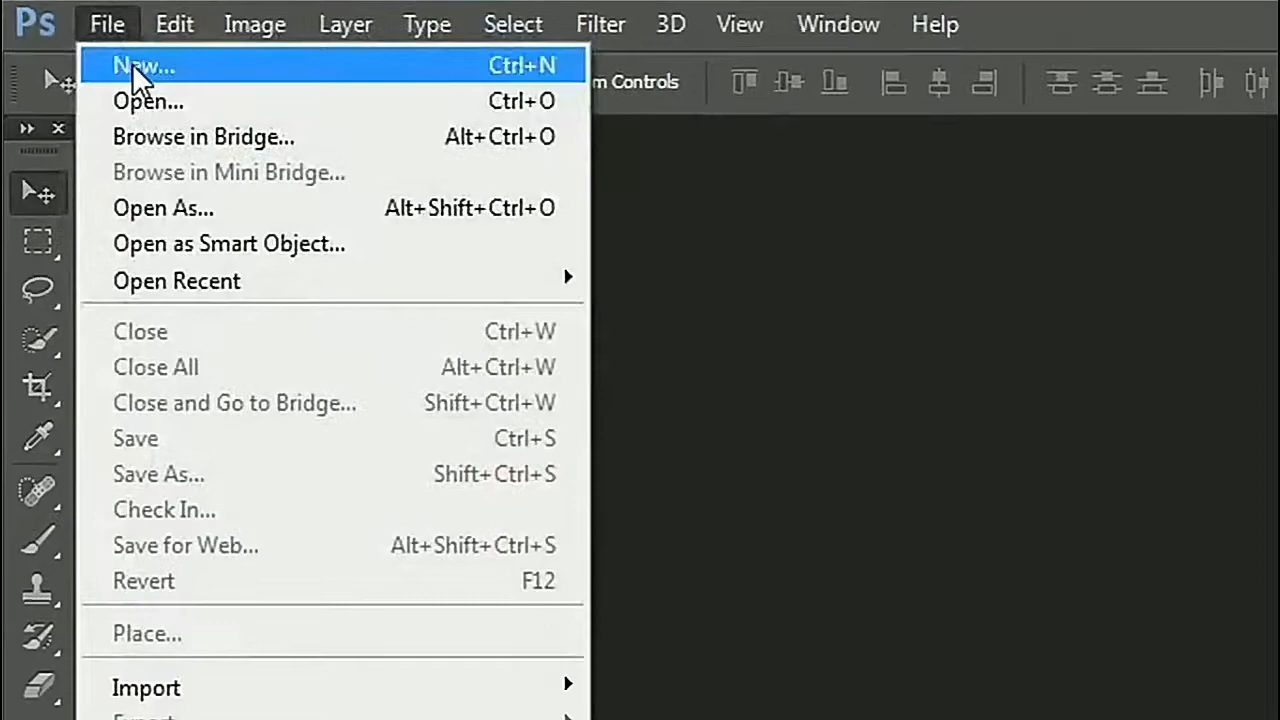 Ps File Edit Image Layer Type Select Filter 3D View Window Help
New... Ctrl+N
m Controls
Open... Ctrl+O
Browse in Bridge... Alt+Ctrl+O
Browse in Mini Bridge...
Open As... Alt+Shift+Ctrl+O
Open as Smart Object...
Open Recent
Close Ctrl+W
Close All Alt+Ctrl+W
Close and Go to Bridge... Shift+Ctrl+W
Save Ctrl+S
Save As... Shift+Ctrl+S
Check In...
Save for Web... Alt+Shift+Ctrl+S
Revert F12
Place...
Import